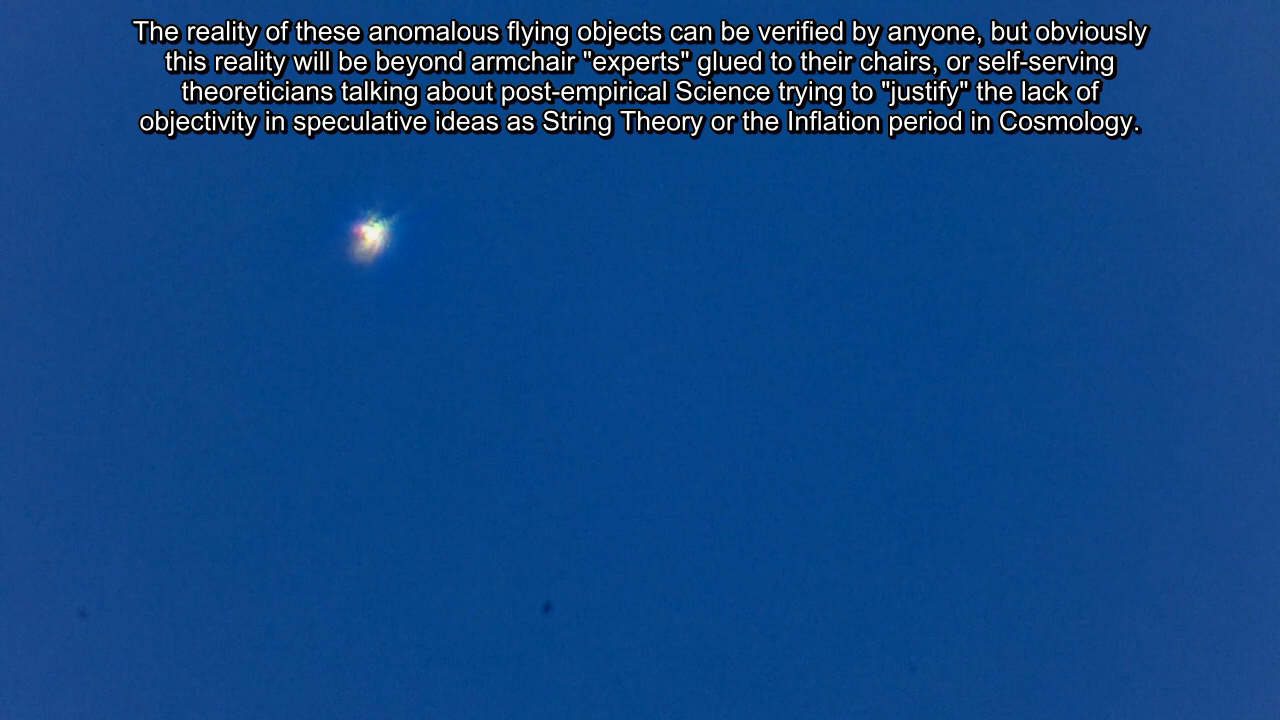 The reality of these anomalous flying objects can be verified by anyone, but obviously
this reality will be beyond armchair "experts" glued to their chairs, or self-serving
theoreticians talking about post-empirical Science trying to "justify" the lack of
objectivity in speculative ideas as String Theory or the Inflation period in Cosmology.